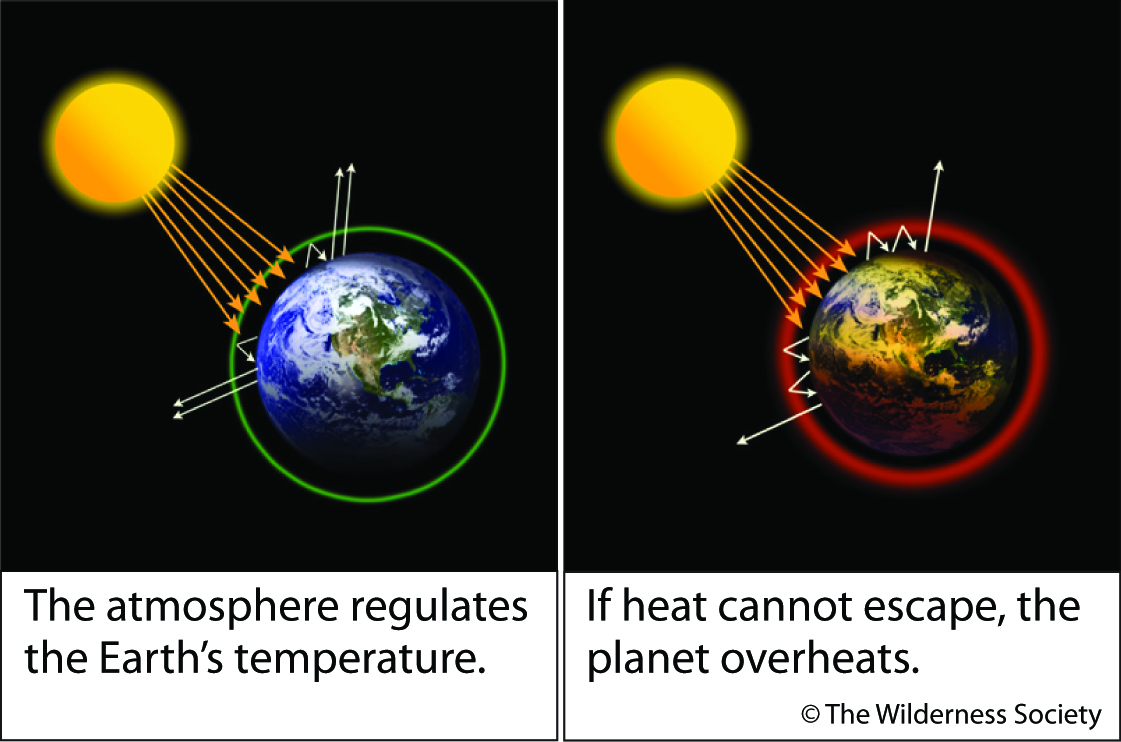 The atmosphere regulates
the Earth's temperature.
If heat cannot escape, the
planet overheats.
© The Wilderness Society